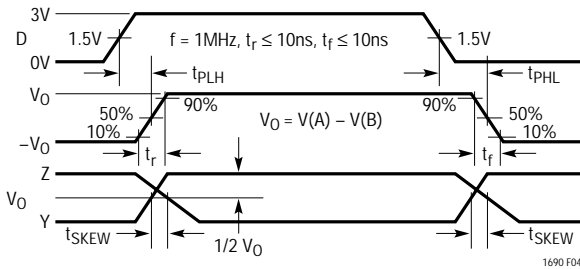 3V
D
1.5V
f = 1MHz, tr ≤ 10ns, tf ≤ 10ns
1.5V
0V
tPLH
tPHL
VO
90%
90%
50%
VO = V(A) – V(B)
50%
10%
10%
–VO
tr
tf
Z
VO
Y
tSKEW
1/2 VO
tSKEW
1690 F04